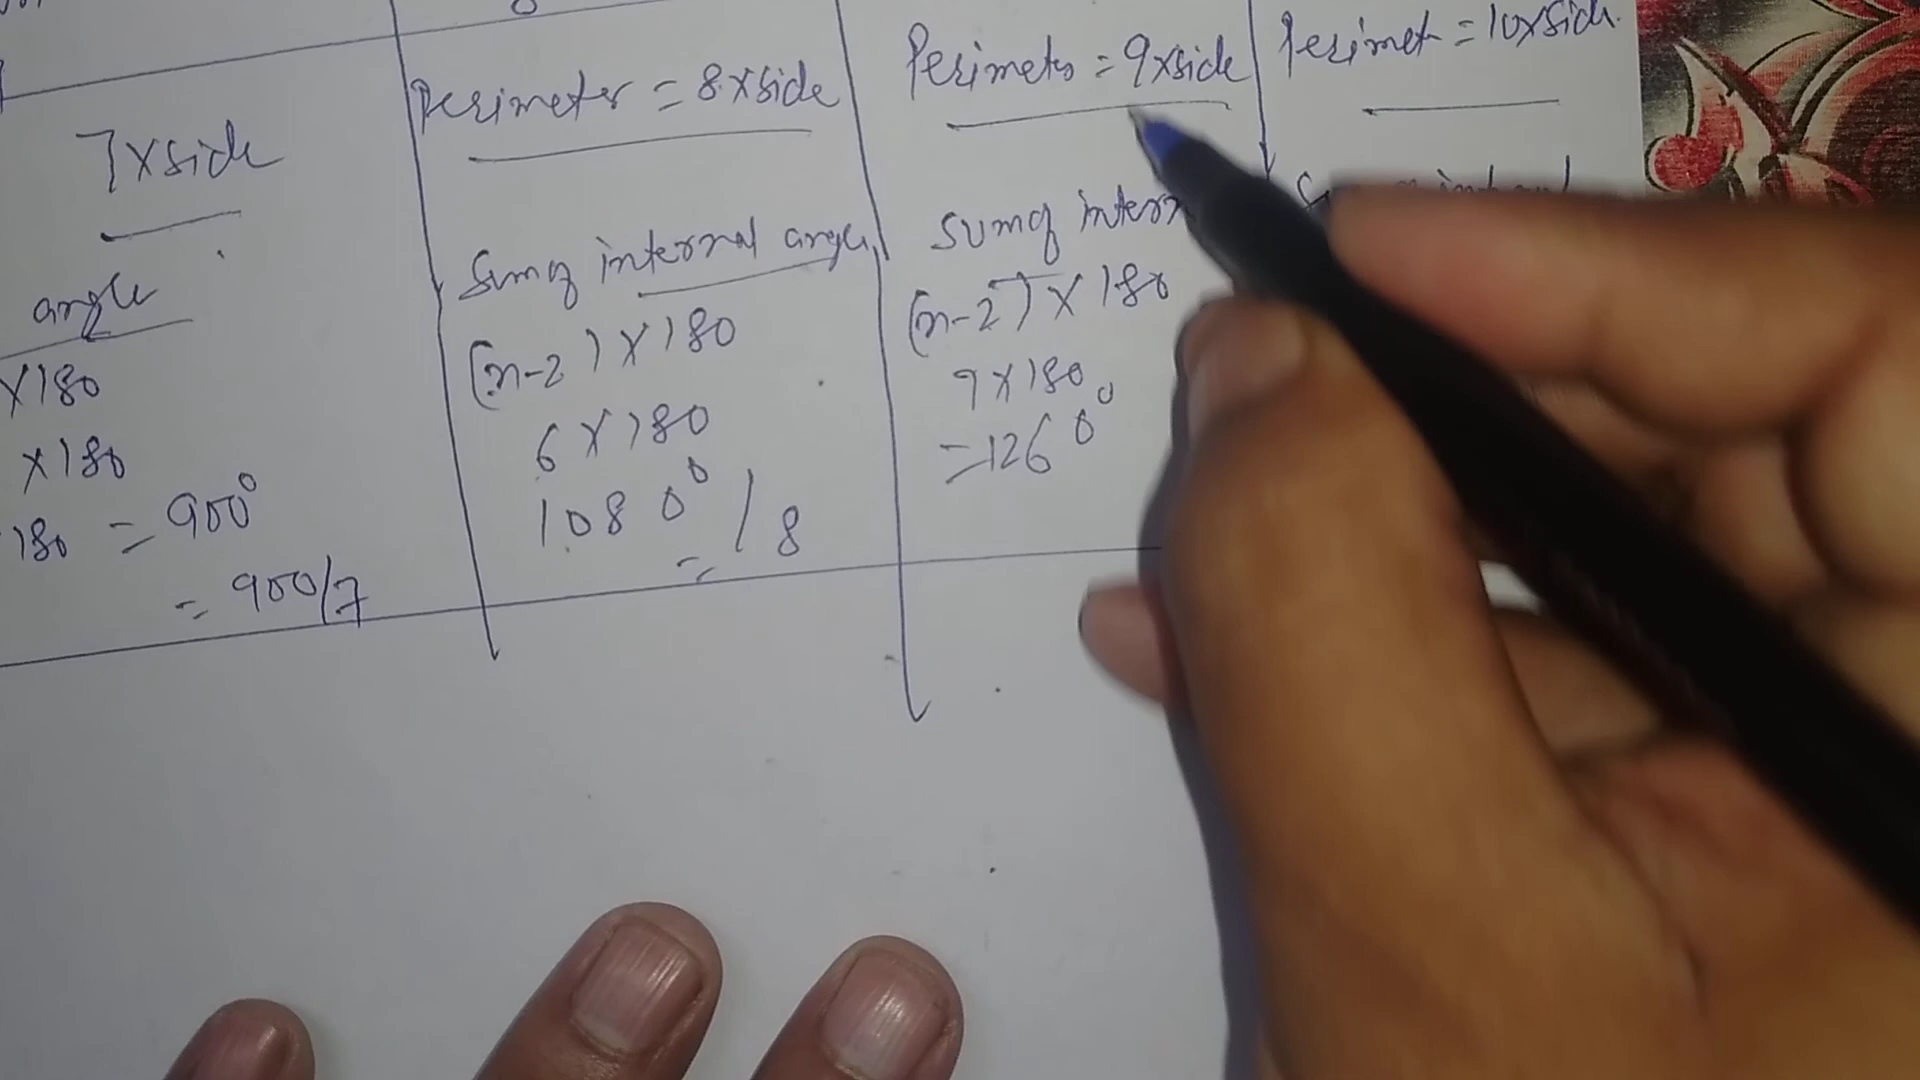 7xside
angle
X180
X180
180 = 900°
= 900/7
Perimeter = 8xside
Sum of internal angle
(n-2) X 180
6 X 180
1080° / 8
=
Perimeter = 9xside
Sum of intern
(n-2) X 180
7 X 180
= 1260°
Perimet = 10xside